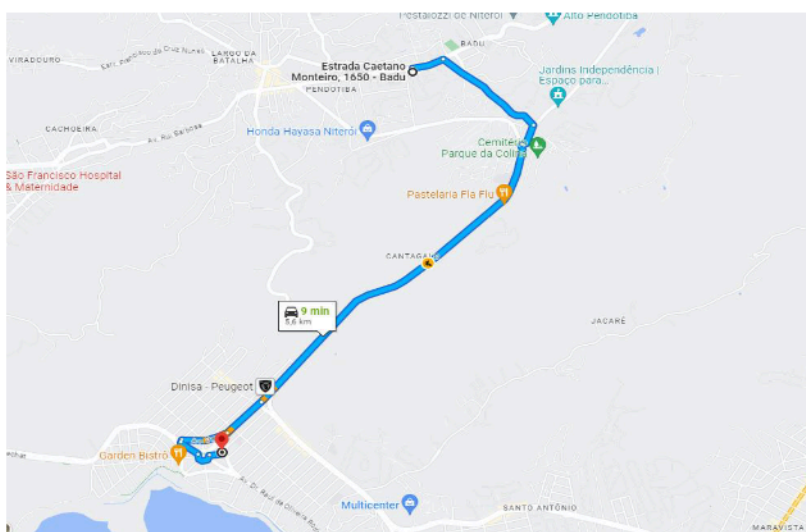 Pestalozzi de Niterói
Alto Pendotiba
BADU
VIRADOURO
LARGO DA
BATALHA
Estrada Caetano
Monteiro, 1650 - Badu
PENDOTIBA
Jardins Independência |
Espaço para...
CACHOEIRA
Av. Rui Barbosa
Honda Hayasa Niterói
Cemitério
Parque da Colina
São Francisco Hospital
& Maternidade
Pastelaria Fla Flu
CANTAGALO
9 min
5,6 km
JACARÉ
Dinisa - Peugeot
Garden Bistrô
Multicenter
SANTO ANTÔNIO
MARAVISTA